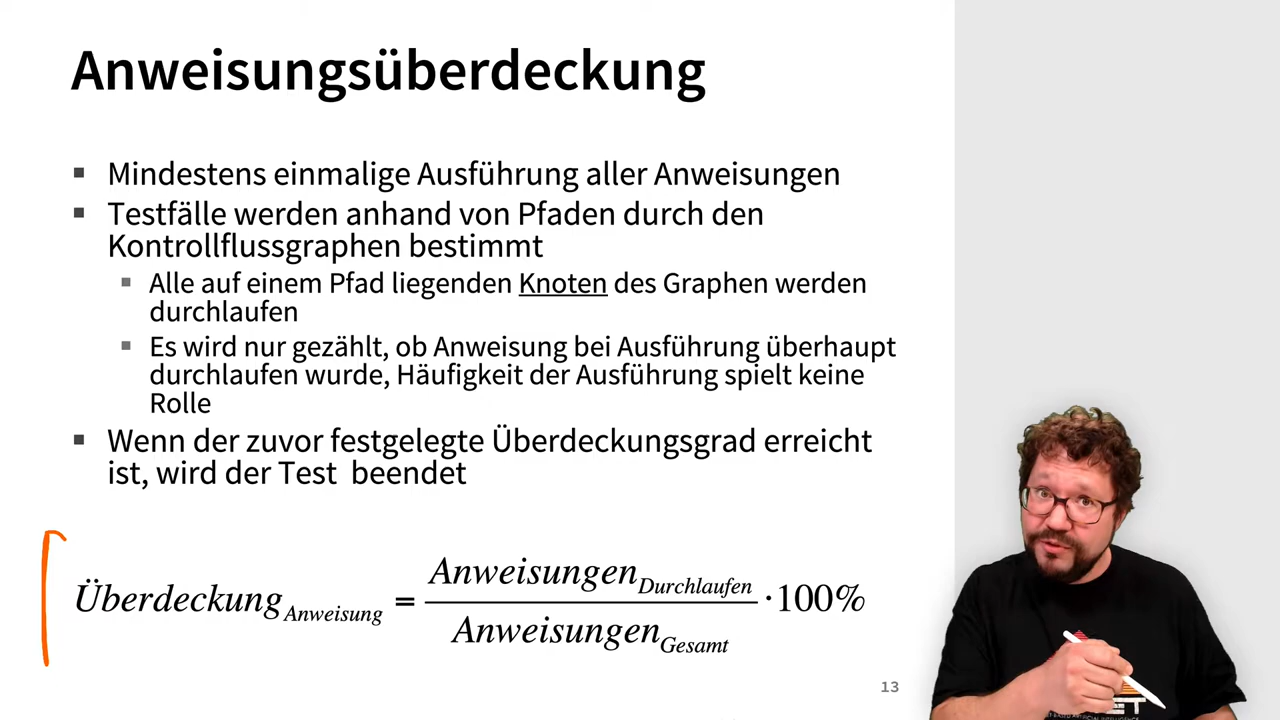 Anweisungsüberdeckung
▪ Mindestens einmalige Ausführung aller Anweisungen
▪ Testfälle werden anhand von Pfaden durch den
Kontrollflussgraphen bestimmt
▪ Alle auf einem Pfad liegenden Knoten des Graphen werden
durchlaufen
▪ Es wird nur gezählt, ob Anweisung bei Ausführung überhaupt
durchlaufen wurde, Häufigkeit der Ausführung spielt keine
Rolle
▪ Wenn der zuvor festgelegte Überdeckungsgrad erreicht
ist, wird der Test beendet
Überdeckung_Anweisung = Anweisungen_Durchlaufen / Anweisungen_Gesamt · 100%
13